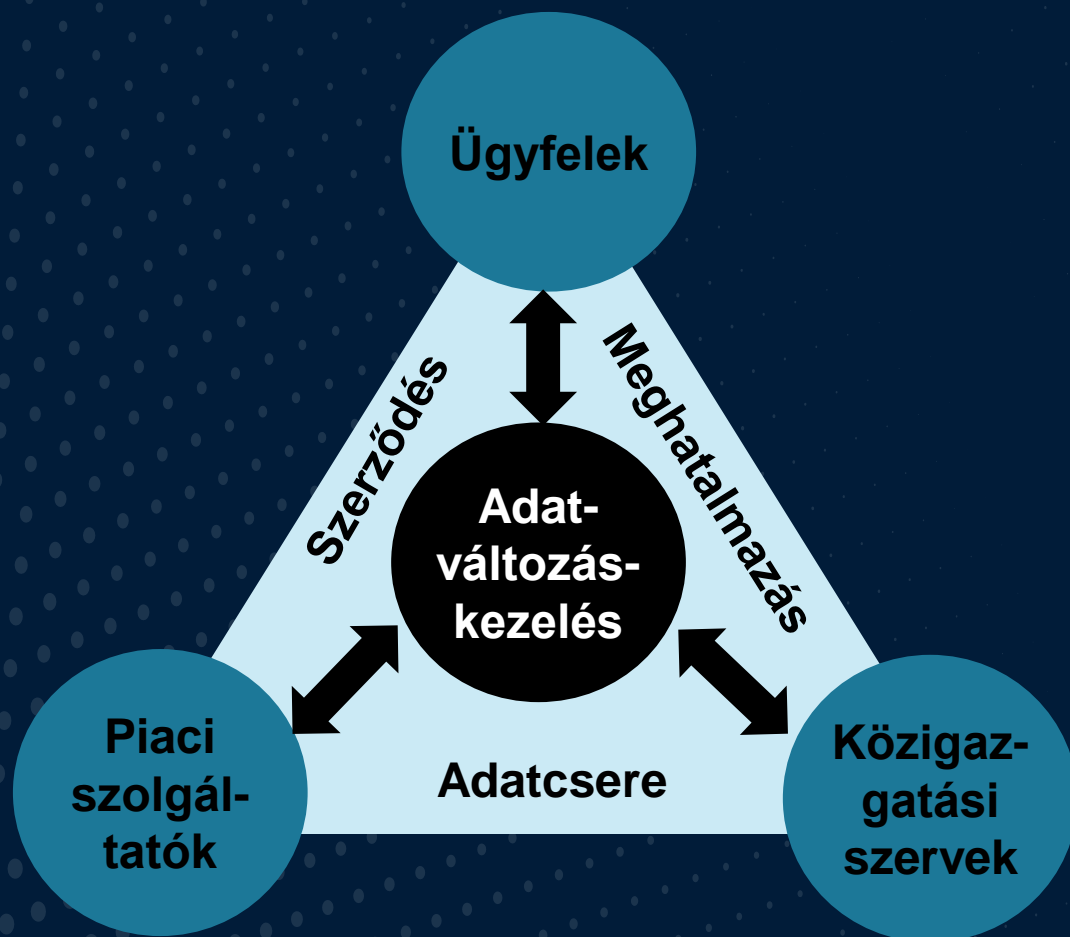 Ügyfelek
Szerződés
Meghatalmazás
Adat-
változás-
kezelés
Piaci
szolgál-
tatók
Adatcsere
Közigaz-
gatási
szervek